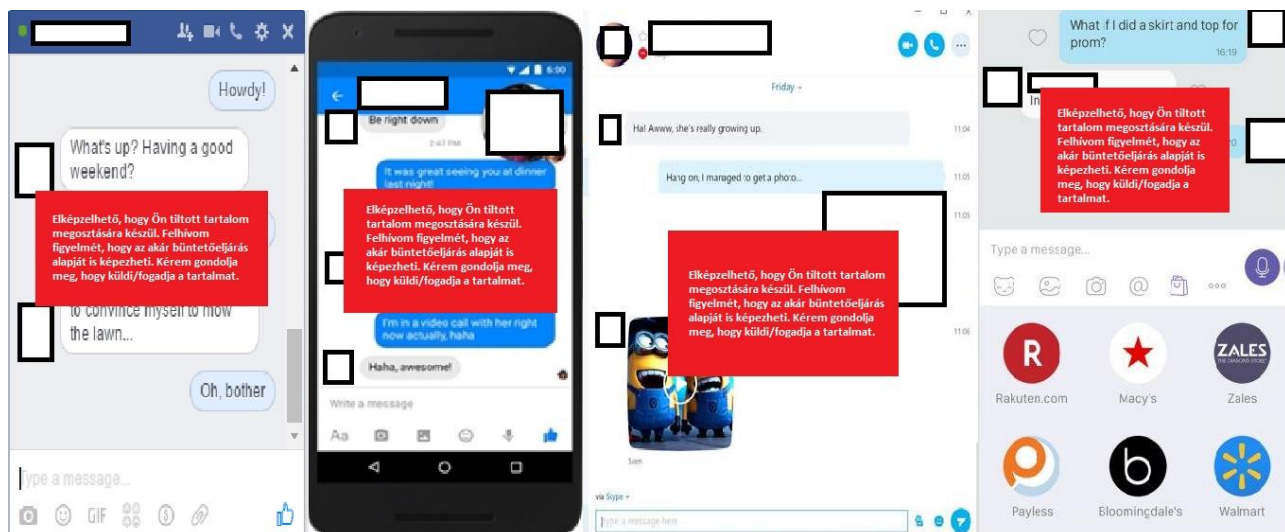 Howdy!
What's up? Having a good
weekend?
Elképzelhető, hogy Ön tiltott tartalom
megosztására készül. Felhívom
figyelmét, hogy az akár büntetőeljárás
alapját is képezheti. Kérem gondolja
meg, hogy küldi/fogadja a tartalmat.
to convince myself to mow
the lawn...
Oh, bother
Type a message...
GIF
6:00
Be right down
2:47 PM
It was great seeing you at dinner
last night!
Elképzelhető, hogy Ön tiltott
tartalom megosztására készül.
Felhívom figyelmét, hogy az
akár büntetőeljárás alapját is
képezheti. Kérem gondolja meg,
hogy küldi/fogadja a tartalmat.
I'm in a video call with her right
now actually, haha
Haha, awesome!
Write a message
Aa
Friday
Ha! Awww, she's really growing up.
11:04
Hang on, I managed to get a photo...
11:05
11:05
Elképzelhető, hogy Ön tiltott tartalom
megosztására készül. Felhívom
figyelmét, hogy az akár büntetőeljárás
alapját is képezheti. Kérem gondolja
meg, hogy küldi/fogadja a tartalmat.
11:06
via Skype
Type a message here
What if I did a skirt and top for
prom?
16:19
In
Elképzelhető, hogy Ön tiltott
tartalom megosztására készül.
Felhívom figyelmét, hogy az
akár büntetőeljárás alapját is
képezheti. Kérem gondolja
meg, hogy küldi/fogadja a
tartalmat.
Type a message...
R
ZALES
THE DIAMOND STORE
Rakuten.com
Macy's
Zales
b
Payless
Bloomingdale's
Walmart